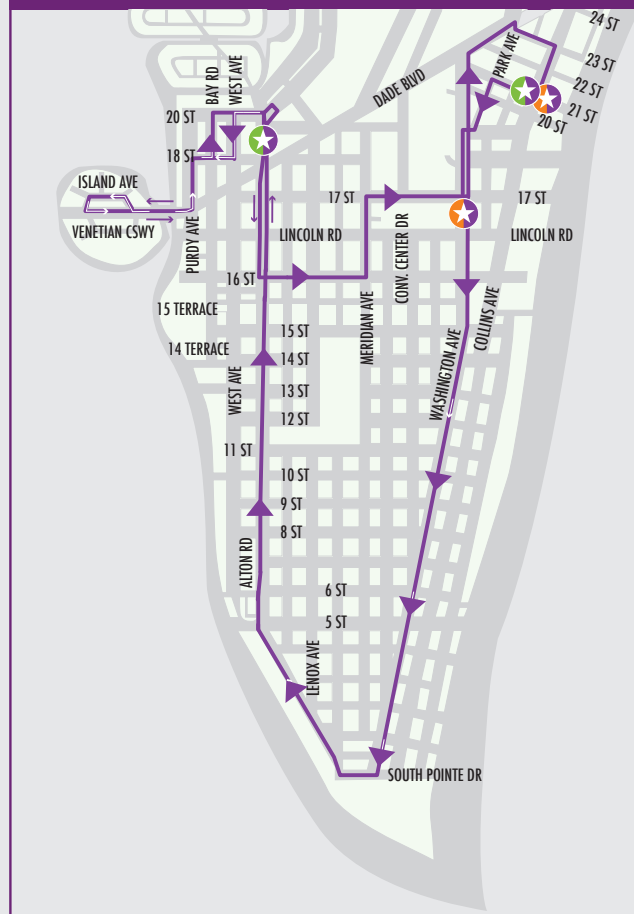 24 ST
23 ST
22 ST
21 ST
20 ST
PARK AVE
DADE BLVD
BAY RD
WEST AVE
20 ST
18 ST
ISLAND AVE
VENETIAN CSWY
PURDY AVE
17 ST
17 ST
LINCOLN RD
LINCOLN RD
CONV. CENTER DR
16 ST
15 TERRACE
14 TERRACE
15 ST
14 ST
13 ST
12 ST
WEST AVE
MERIDIAN AVE
WASHINGTON AVE
COLLINS AVE
11 ST
10 ST
9 ST
8 ST
ALTON RD
6 ST
5 ST
LENOX AVE
SOUTH POINTE DR